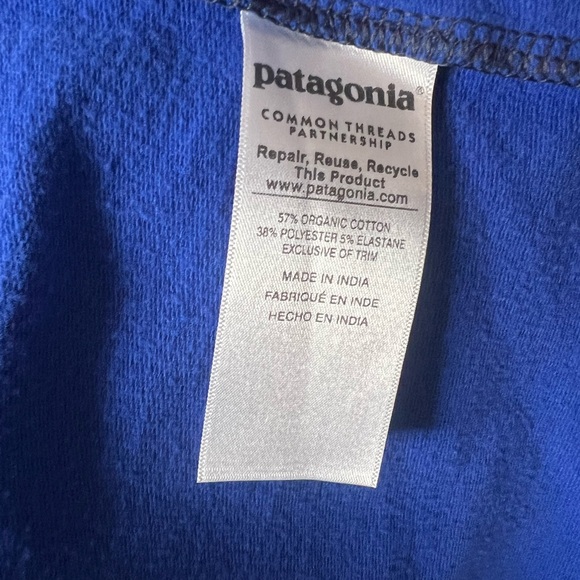 patagonia®
COMMON THREADS
PARTNERSHIP
Repair, Reuse, Recycle
This Product
www.patagonia.com
57% ORGANIC COTTON
38% POLYESTER 5% ELASTANE
EXCLUSIVE OF TRIM
MADE IN INDIA
FABRIQUÉ EN INDE
HECHO EN INDIA